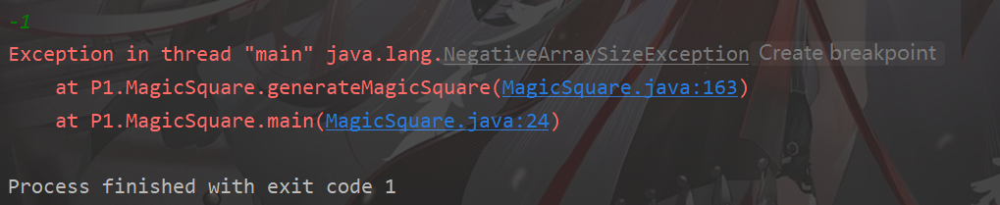 -1
Exception in thread "main" java.lang.NegativeArraySizeException Create breakpoint
    at P1.MagicSquare.generateMagicSquare(MagicSquare.java:163)
    at P1.MagicSquare.main(MagicSquare.java:24)
Process finished with exit code 1